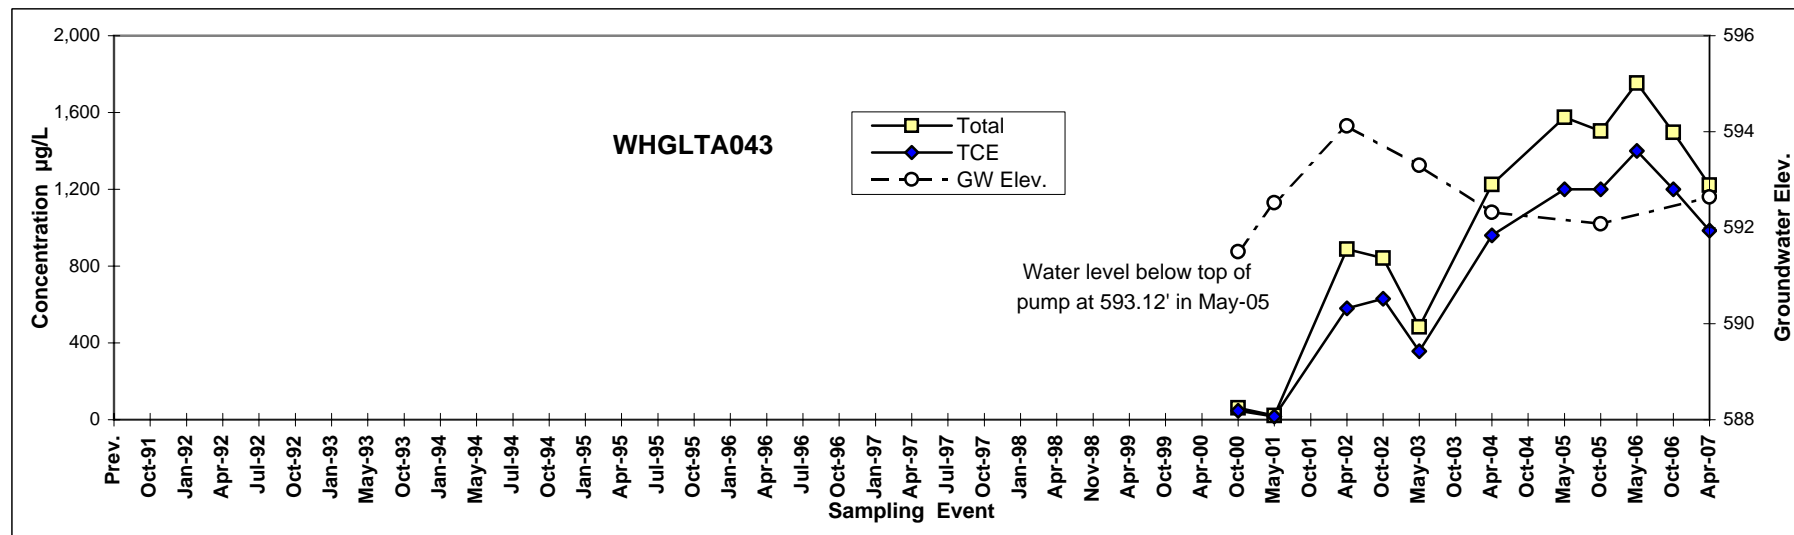 WHGLTA043
Total
TCE
GW Elev.
Water level below top of
pump at 593.12' in May-05
Concentration µg/L
2,000
1,600
1,200
800
400
0
Groundwater Elev.
596
594
592
590
588
Prev.
Oct-91
Jan-92
Apr-92
Jul-92
Oct-92
Jan-93
May-93
Oct-93
Jan-94
May-94
Jul-94
Oct-94
Jan-95
Apr-95
Jul-95
Oct-95
Jan-96
Apr-96
Jul-96
Oct-96
Jan-97
Apr-97
Jul-97
Oct-97
Jan-98
Apr-98
Nov-98
Apr-99
Oct-99
Apr-00
Oct-00
May-01
Oct-01
Apr-02
Oct-02
May-03
Oct-03
Apr-04
Oct-04
May-05
Oct-05
May-06
Oct-06
Apr-07
Sampling Event